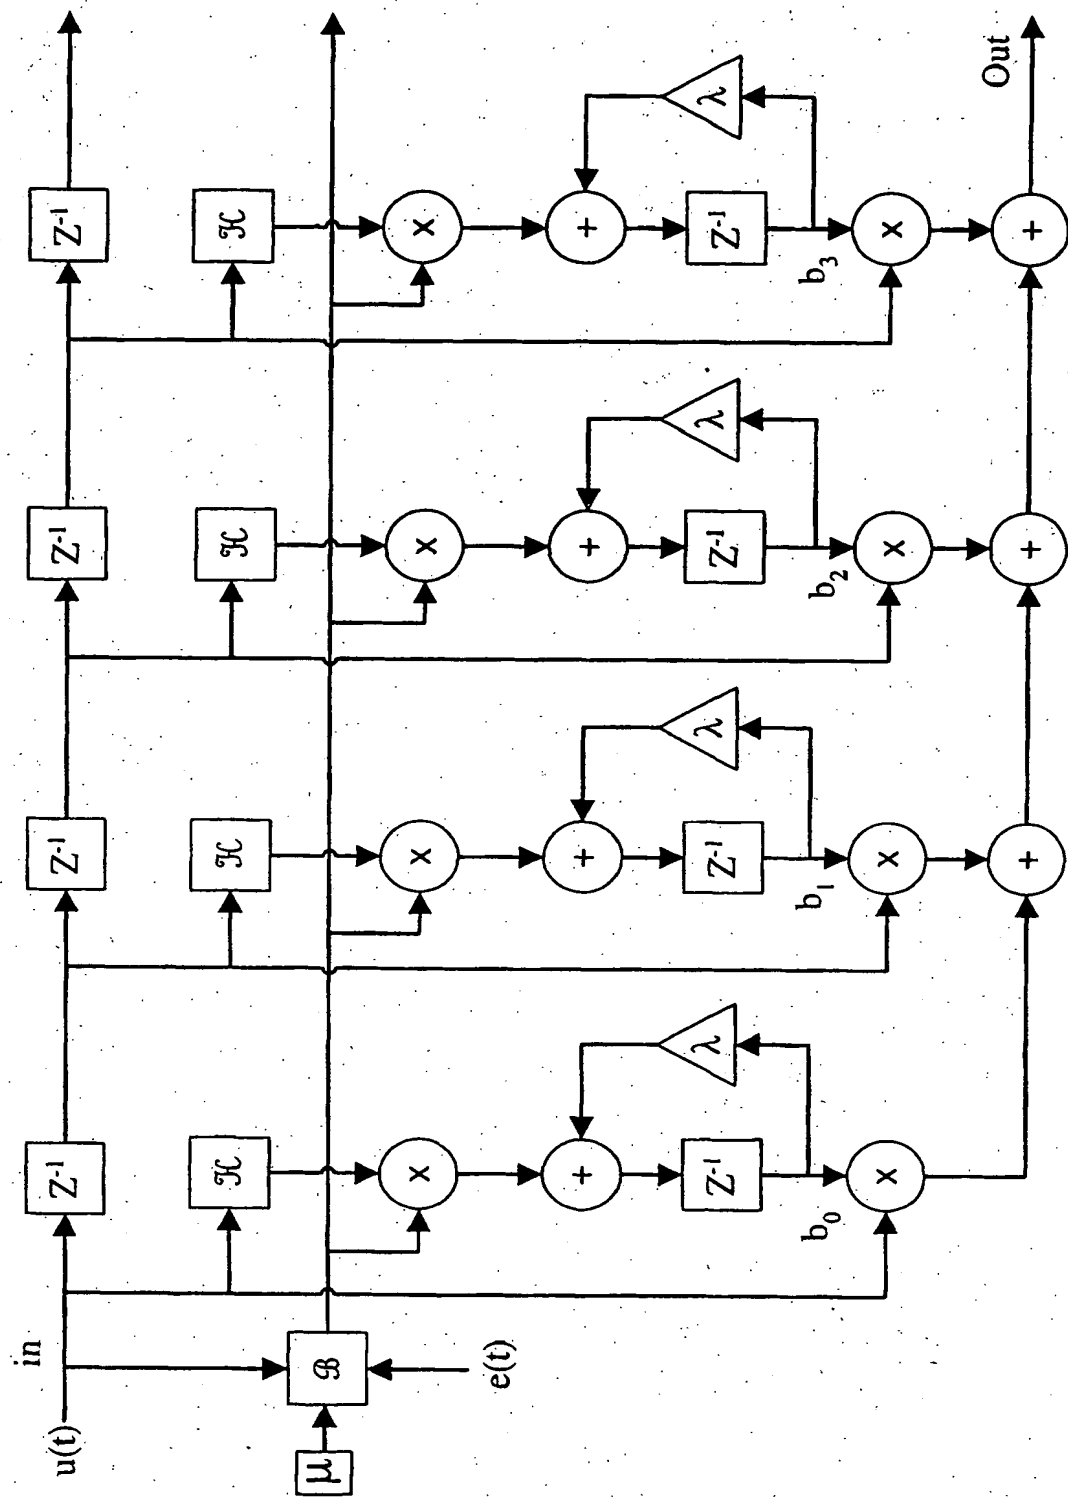 u(t)
in
Z⁻¹
Z⁻¹
Z⁻¹
Z⁻¹
ℋ
ℋ
ℋ
ℋ
μ
ℬ
e(t)
×
×
×
×
+
λ
+
λ
+
λ
+
λ
Z⁻¹
Z⁻¹
Z⁻¹
Z⁻¹
b₀
×
b₁
×
b₂
×
b₃
×
+
+
+
Out